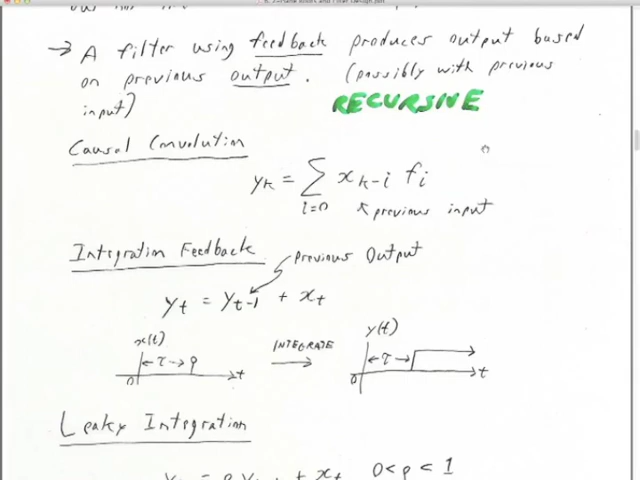 → A filter using feedback produces output based
on previous output. (possibly with previous
input)
RECURSIVE
Causal Convolution
yk = ∑ i=0 xk-i fi
↖ previous input
Integration Feedback
previous Output
yt = yt-1 + xt
x(t) INTEGRATE y(t)
←τ→ ρ ←τ→
0 t 0 t
Leaky Integration
xt 0<ρ<1